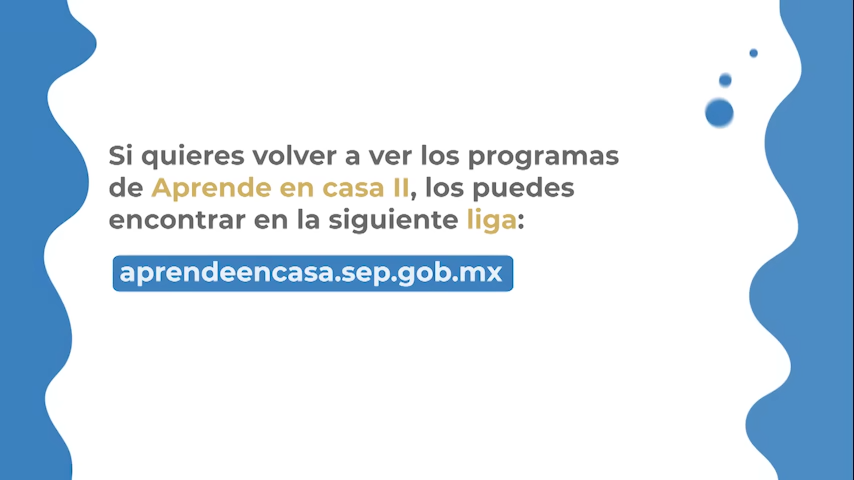 Si quieres volver a ver los programas
de Aprende en casa II, los puedes
encontrar en la siguiente liga:
aprendeencasa.sep.gob.mx